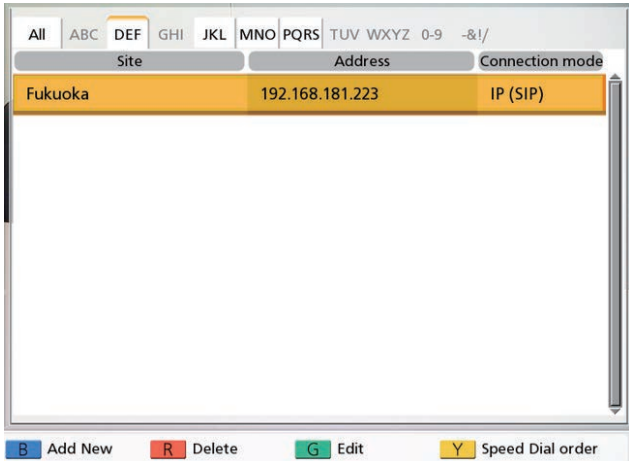 All ABC DEF GHI JKL MNO PQRS TUV WXYZ 0-9 -&!/
Site Address Connection mode
Fukuoka 192.168.181.223 IP (SIP)
B Add New R Delete G Edit Y Speed Dial order